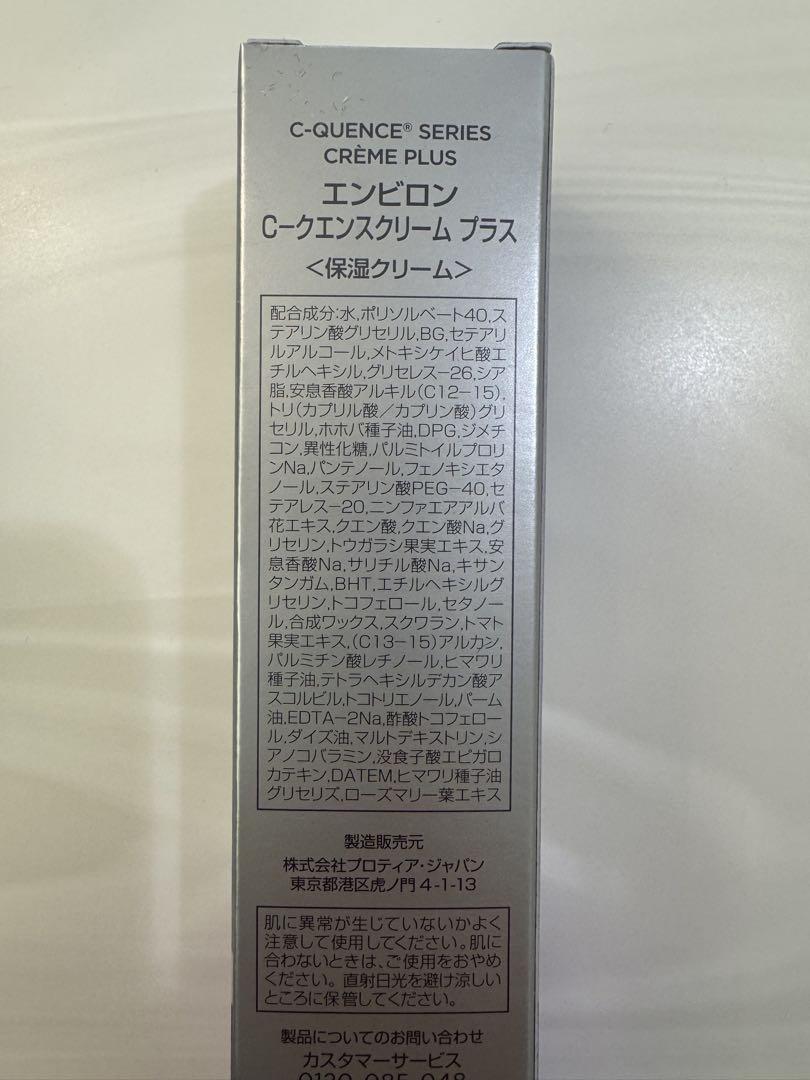 C-QUENCE® SERIES
CRÈME PLUS
エンビロン
C-クエンスクリーム プラス
<保湿クリーム>
配合成分:水,ポリソルベート40,ス
テアリン酸グリセリル,BG,セテアリ
ルアルコール,メトキシケイヒ酸エ
チルヘキシル,グリセレス-26,シア
脂,安息香酸アルキル(C12-15),
トリ(カプリル酸/カプリン酸)グリ
セリル,ホホバ種子油,DPG,ジメチ
コン,異性化糖,パルミトイルプロリ
ンNa,パンテノール,フェノキシエタ
ノール,ステアリン酸PEG-40,セ
テアレス-20,ニンファエアアルバ
花エキス,クエン酸,クエン酸Na,グ
リセリン,トウガラシ果実エキス,安
息香酸Na,サリチル酸Na,キサン
タンガム,BHT,エチルヘキシルグ
リセリン,トコフェロール,セタノー
ル,合成ワックス,スクワラン,トマト
果実エキス,(C13-15)アルカン,
パルミチン酸レチノール,ヒマワリ
種子油,テトラヘキシルデカン酸ア
スコルビル,トコトリエノール,パーム
油,EDTA-2Na,酢酸トコフェロー
ル,ダイズ油,マルトデキストリン,シ
アノコバラミン,没食子酸エピガロ
カテキン,DATEM,ヒマワリ種子油
グリセリズ,ローズマリー葉エキス
製造販売元
株式会社プロティア・ジャパン
東京都港区虎ノ門4-1-13
肌に異常が生じていないかよく
注意して使用してください。肌に
合わないときは、ご使用をおやめ
ください。直射日光を避け涼しい
ところに保管してください。
製品についてのお問い合わせ
カスタマーサービス
0120-085-048